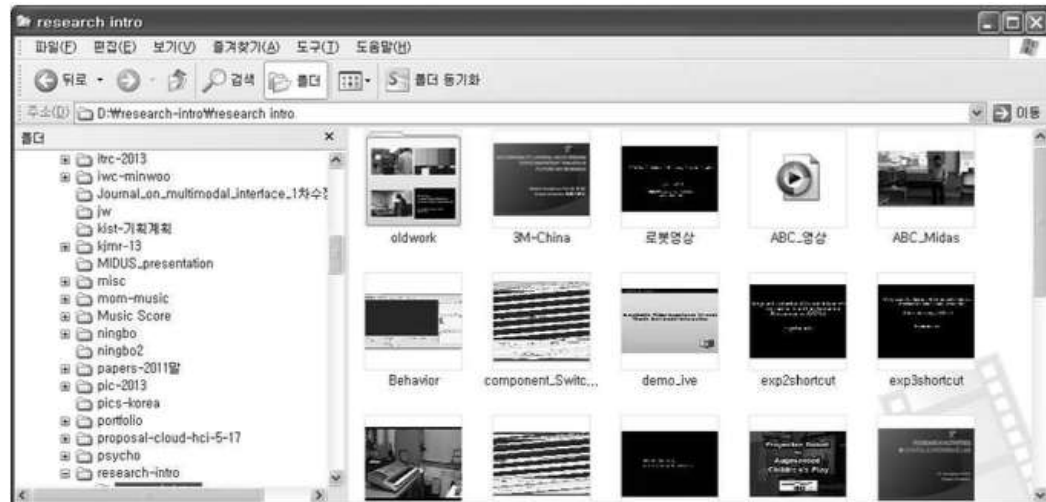 research intro
파일(F) 편집(E) 보기(V) 즐겨찾기(A) 도구(T) 도움말(H)
뒤로 검색 폴더 폴더 동기화
주소(D) D:₩research-intro₩research intro 이동
폴더
itrc-2013
iwc-minwoo
Journal_on_multimodal_interface_1차수정
jw
kist-기획계획
kjmr-13
MIDUS_presentation
misc
mom-music
Music Score
ningbo
ningbo2
papers-2011말
pic-2013
pics-korea
portfolio
proposal-cloud-hci-5-17
psycho
research-intro
oldwork 3M-China 로봇영상 ABC_영상 ABC_Midas
Behavior component_Switc... demo_ive exp2shortcut exp3shortcut
Projection Based
Augmented
Children's Play